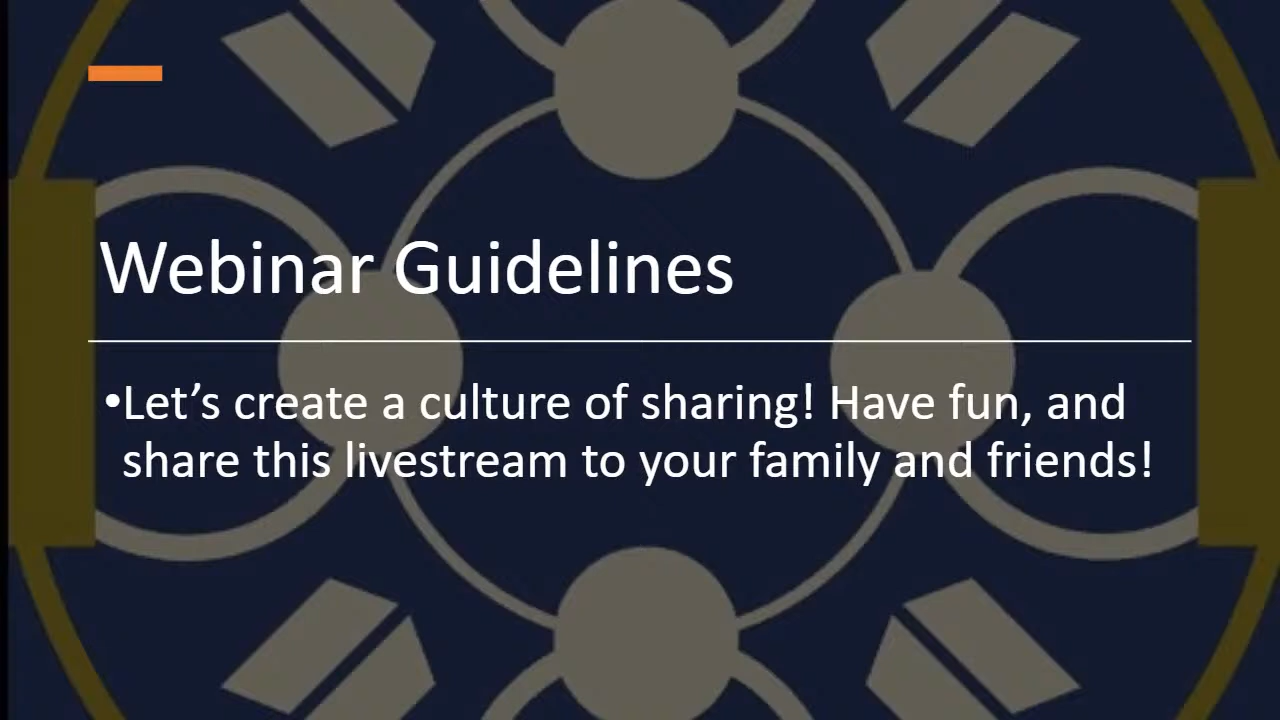 Webinar Guidelines
•Let’s create a culture of sharing! Have fun, and
share this livestream to your family and friends!